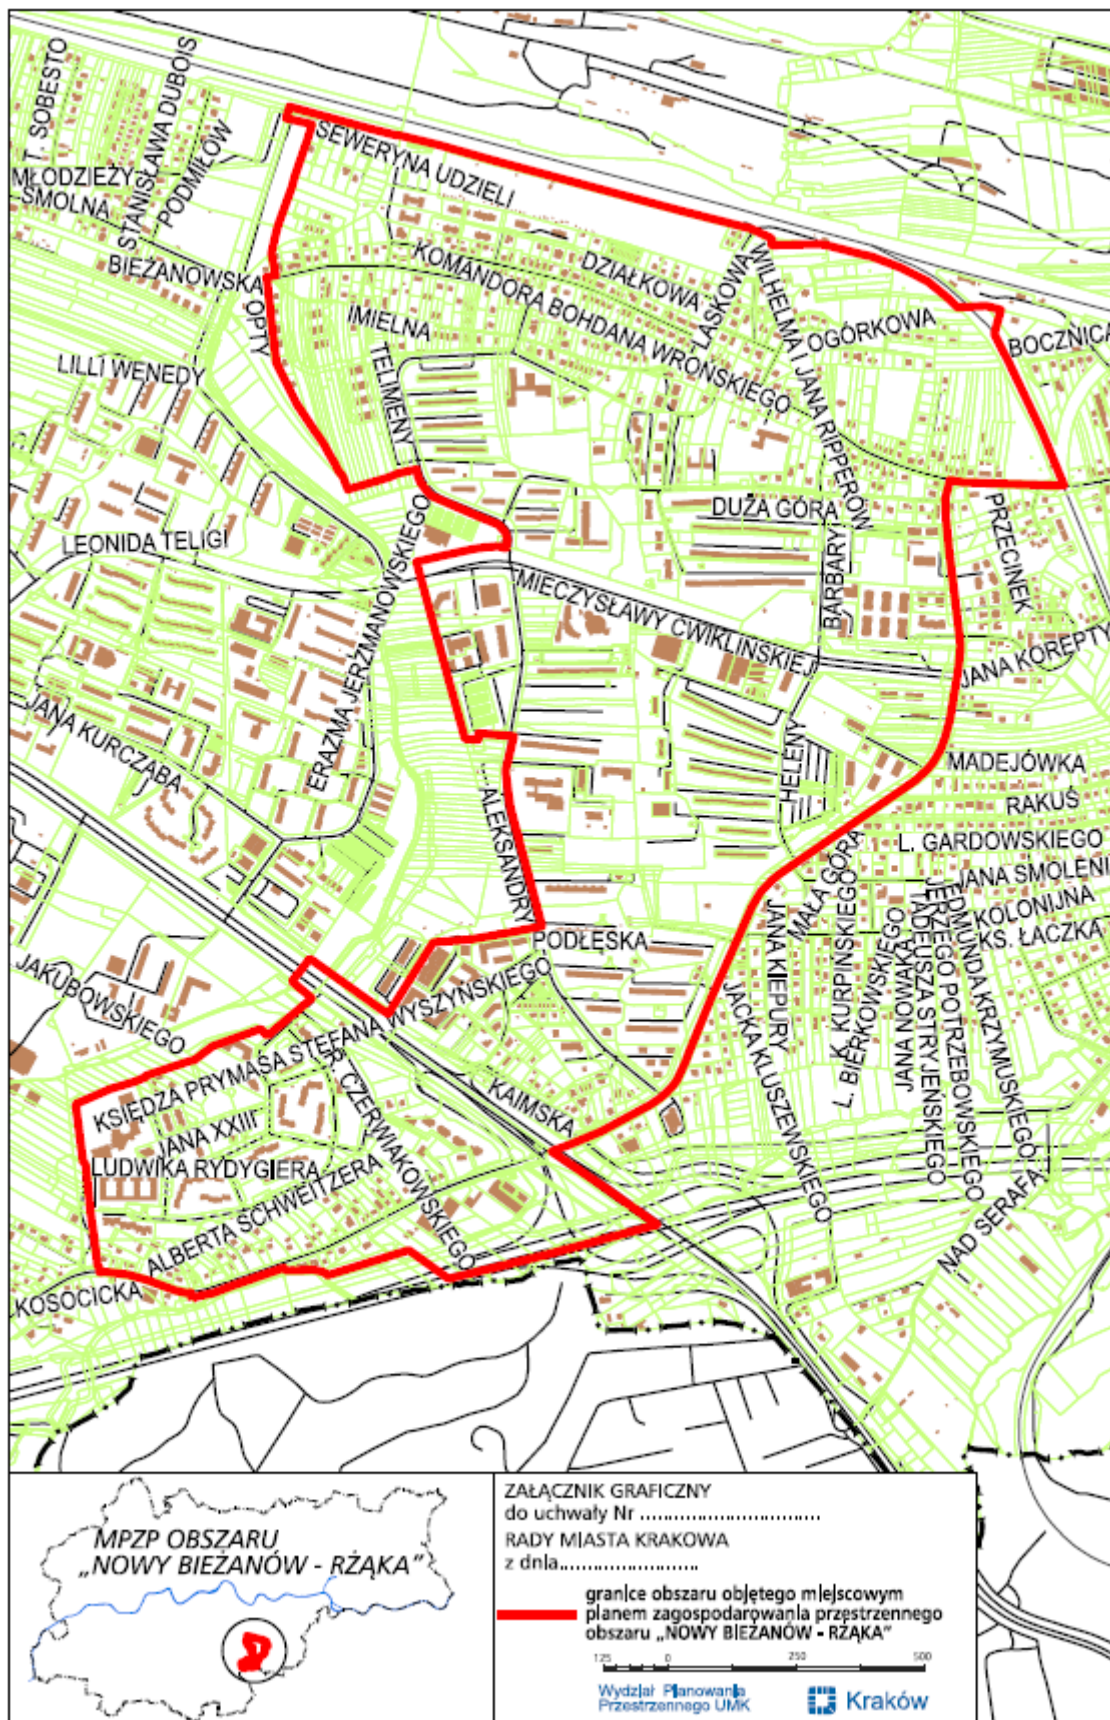 T. SOBESTO
STANISŁAWA DUBOIS
PODMIŁÓW
MŁODZIEŻY
SMOLNA
BIEŻANOWSKA
OPTY
SEWERYNA UDZIELI
DZIAŁKOWA
KOMANDORA BOHDANA WROŃSKIEGO
LASKOWA
WILHELMA I JANA RIPPERÓW
OGÓRKOWA
BOCZNICA
IMIELNA
TELIMENY
LILLI WENEDY
LEONIDA TELIGI
ERAZMA JERZMANOWSKIEGO
DUŻA GÓRA
BARBARY
PRZECINEK
MIECZYSŁAWY ĆWIKLIŃSKIEJ
JANA KOREPTY
JANA KURCZABA
HELENY
MADEJÓWKA
RAKUŚ
L. GARDOWSKIEGO
JANA SMOLENI
KOLONIJNA
KS. ŁACZKA
ALEKSANDRY
MAŁA GÓRA
JANA KIEPURY
K. KURPIŃSKIEGO
L. BIERKOWSKIEGO
JANA NOWAKA
TADEUSZA STRYJEŃSKIEGO
JERZEGO POTRZEBOWSKIEGO
EDMUNDA KRZYMUSKIEGO
PODŁĘSKA
JAKUBOWSKIEGO
KSIĘDZA PRYMASA STEFANA WYSZYŃSKIEGO
JACKA KLUSZEWSKIEGO
KAIMSKA
CZERWIAKOWSKIEGO
JANA XXIII
LUDWIKA RYDYGIERA
ALBERTA SCHWEITZERA
NAD SERAFĄ
KOSOCICKA
MPZP OBSZARU
„NOWY BIEŻANÓW - RŻĄKA”
ZAŁĄCZNIK GRAFICZNY
do uchwały Nr ................................
RADY MIASTA KRAKOWA
z dnia........................
granice obszaru objętego miejscowym
planem zagospodarowania przestrzennego
obszaru „NOWY BIEŻANÓW - RŻĄKA”
125 0 250 500
Wydział Planowania
Przestrzennego UMK
Kraków